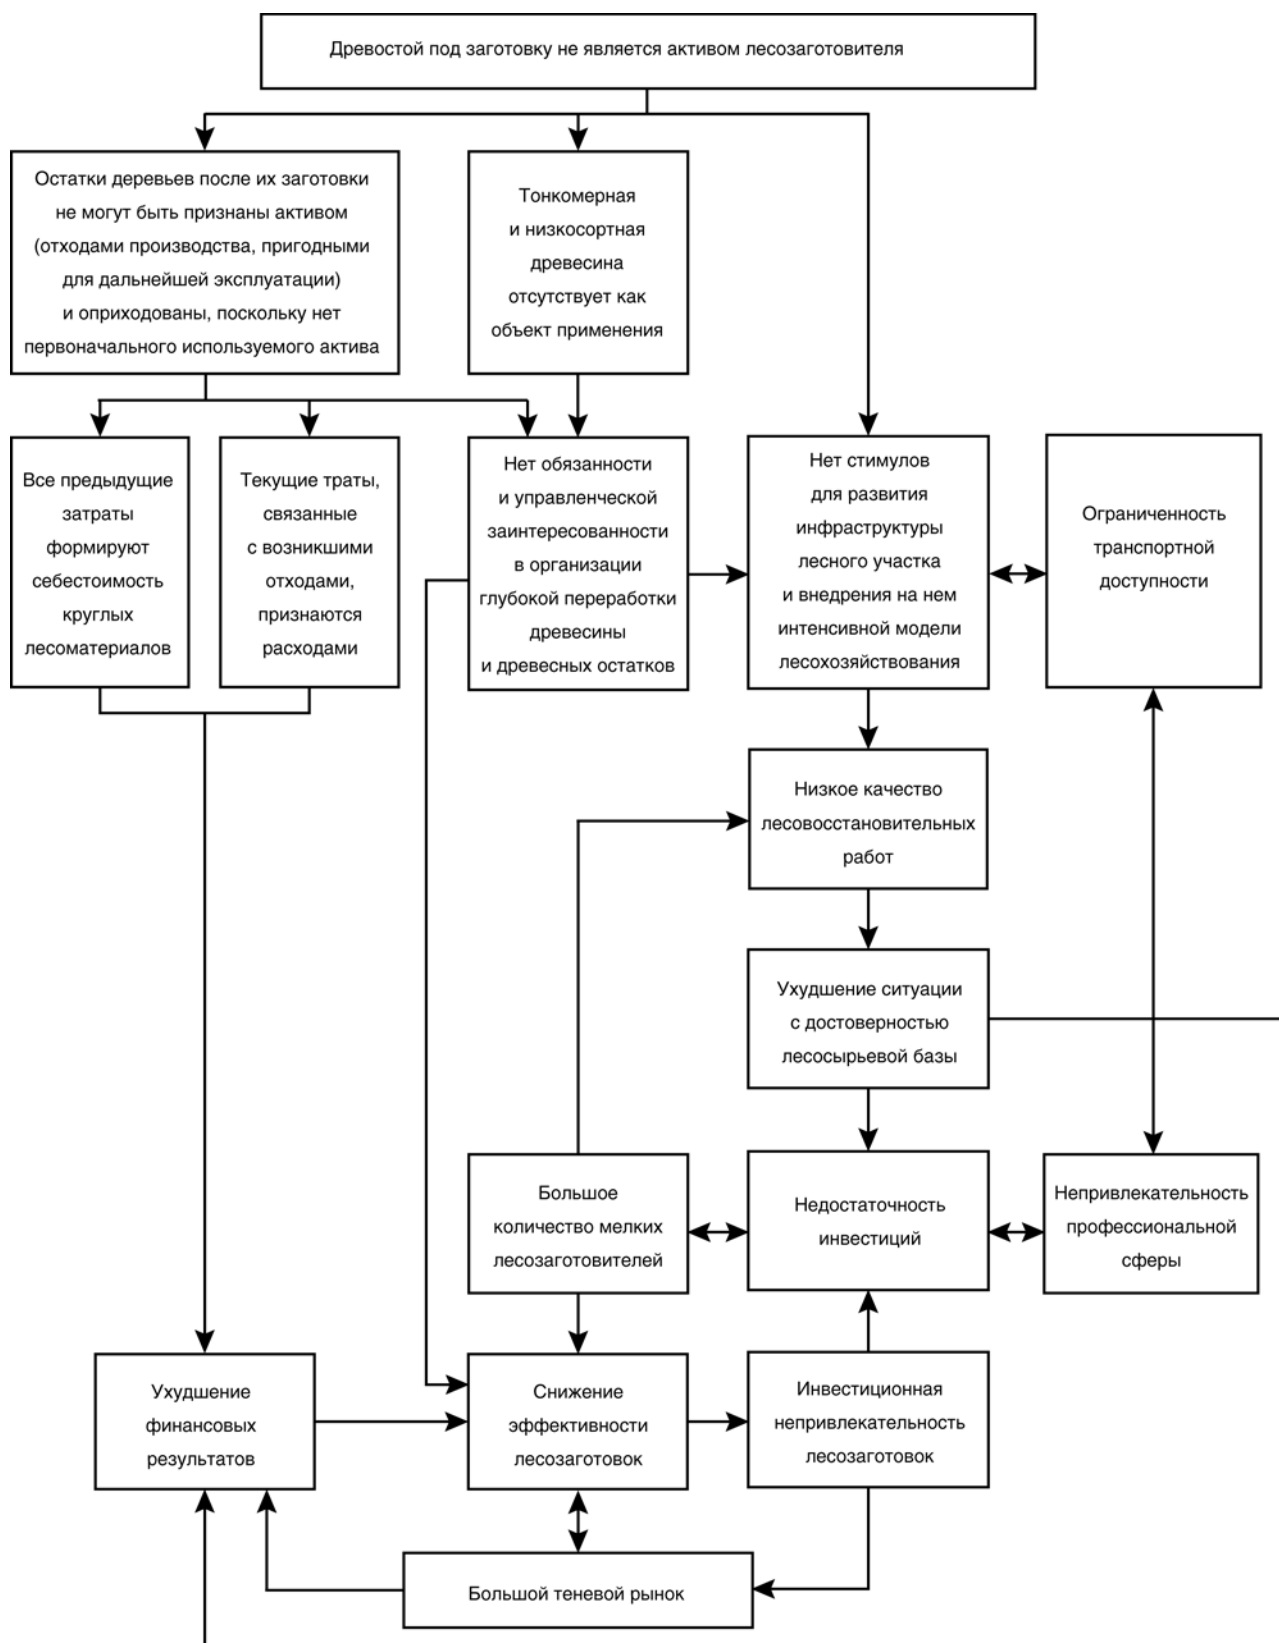 Древостой под заготовку не является активом лесозаготовителя
Остатки деревьев после их заготовки
не могут быть признаны активом
(отходами производства, пригодными
для дальнейшей эксплуатации)
и оприходованы, поскольку нет
первоначального используемого актива
Тонкомерная
и низкосортная
древесина
отсутствует как
объект применения
Все предыдущие
затраты
формируют
себестоимость
круглых
лесоматериалов
Текущие траты,
связанные
с возникшими
отходами,
признаются
расходами
Нет обязанности
и управленческой
заинтересованности
в организации
глубокой переработки
древесины
и древесных остатков
Нет стимулов
для развития
инфраструктуры
лесного участка
и внедрения на нем
интенсивной модели
лесохозяйствования
Ограниченность
транспортной
доступности
Низкое качество
лесовосстановительных
работ
Ухудшение ситуации
с достоверностью
лесосырьевой базы
Большое
количество мелких
лесозаготовителей
Недостаточность
инвестиций
Непривлекательность
профессиональной
сферы
Ухудшение
финансовых
результатов
Снижение
эффективности
лесозаготовок
Инвестиционная
непривлекательность
лесозаготовок
Большой теневой рынок